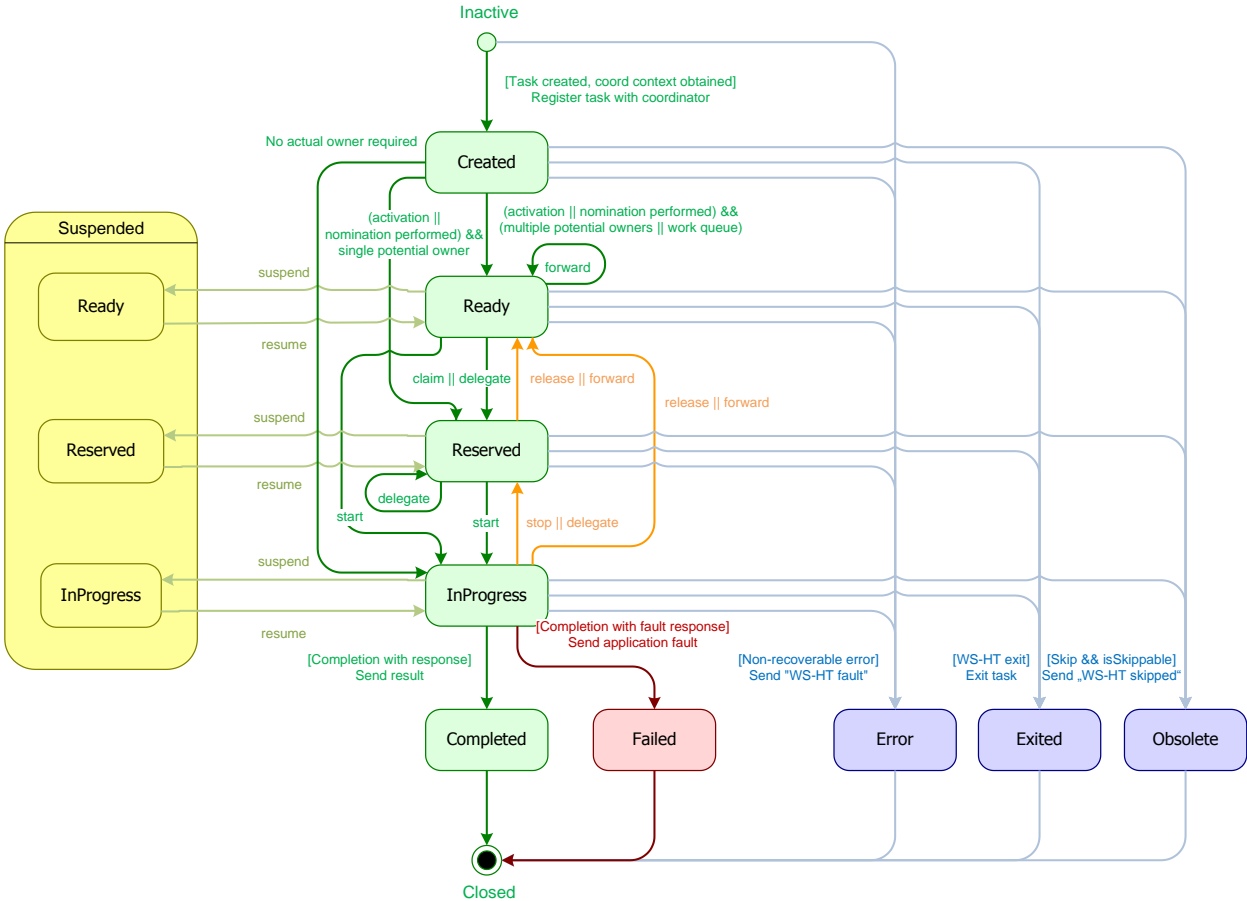 Inactive
[Task created, coord context obtained]
Register task with coordinator
No actual owner required
Created
(activation ||
nomination performed) &&
single potential owner
(activation || nomination performed) &&
(multiple potential owners || work queue)
Suspended
forward
suspend
Ready
Ready
resume
claim || delegate
release || forward
release || forward
suspend
Reserved
Reserved
resume
delegate
start
start
stop || delegate
suspend
InProgress
InProgress
resume
[Completion with fault response]
Send application fault
[Completion with response]
Send result
[Non-recoverable error]
Send "WS-HT fault"
[WS-HT exit]
Exit task
[Skip && isSkippable]
Send „WS-HT skipped“
Completed
Failed
Error
Exited
Obsolete
Closed